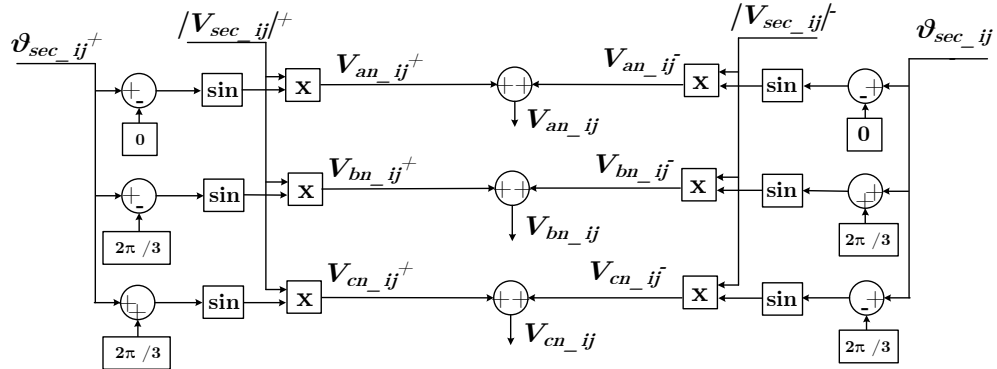 ϑsec_ij+ |Vsec_ij|+ |Vsec_ij|- ϑsec_ij-
+ - sin x Van_ij+ + + Van_ij- x sin - +
0 Van_ij 0
+ - sin x Vbn_ij+ + + Vbn_ij- x sin + +
2π /3 Vbn_ij 2π /3
+ + sin x Vcn_ij+ + + Vcn_ij- x sin - +
2π /3 Vcn_ij 2π /3